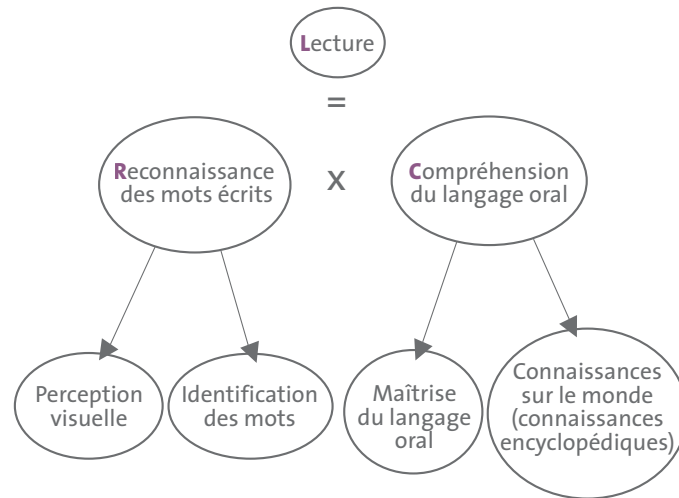 Lecture
=
Reconnaissance
des mots écrits
X
Compréhension
du langage oral
Perception
visuelle
Identification
des mots
Maîtrise
du langage
oral
Connaissances
sur le monde
(connaissances
encyclopédiques)